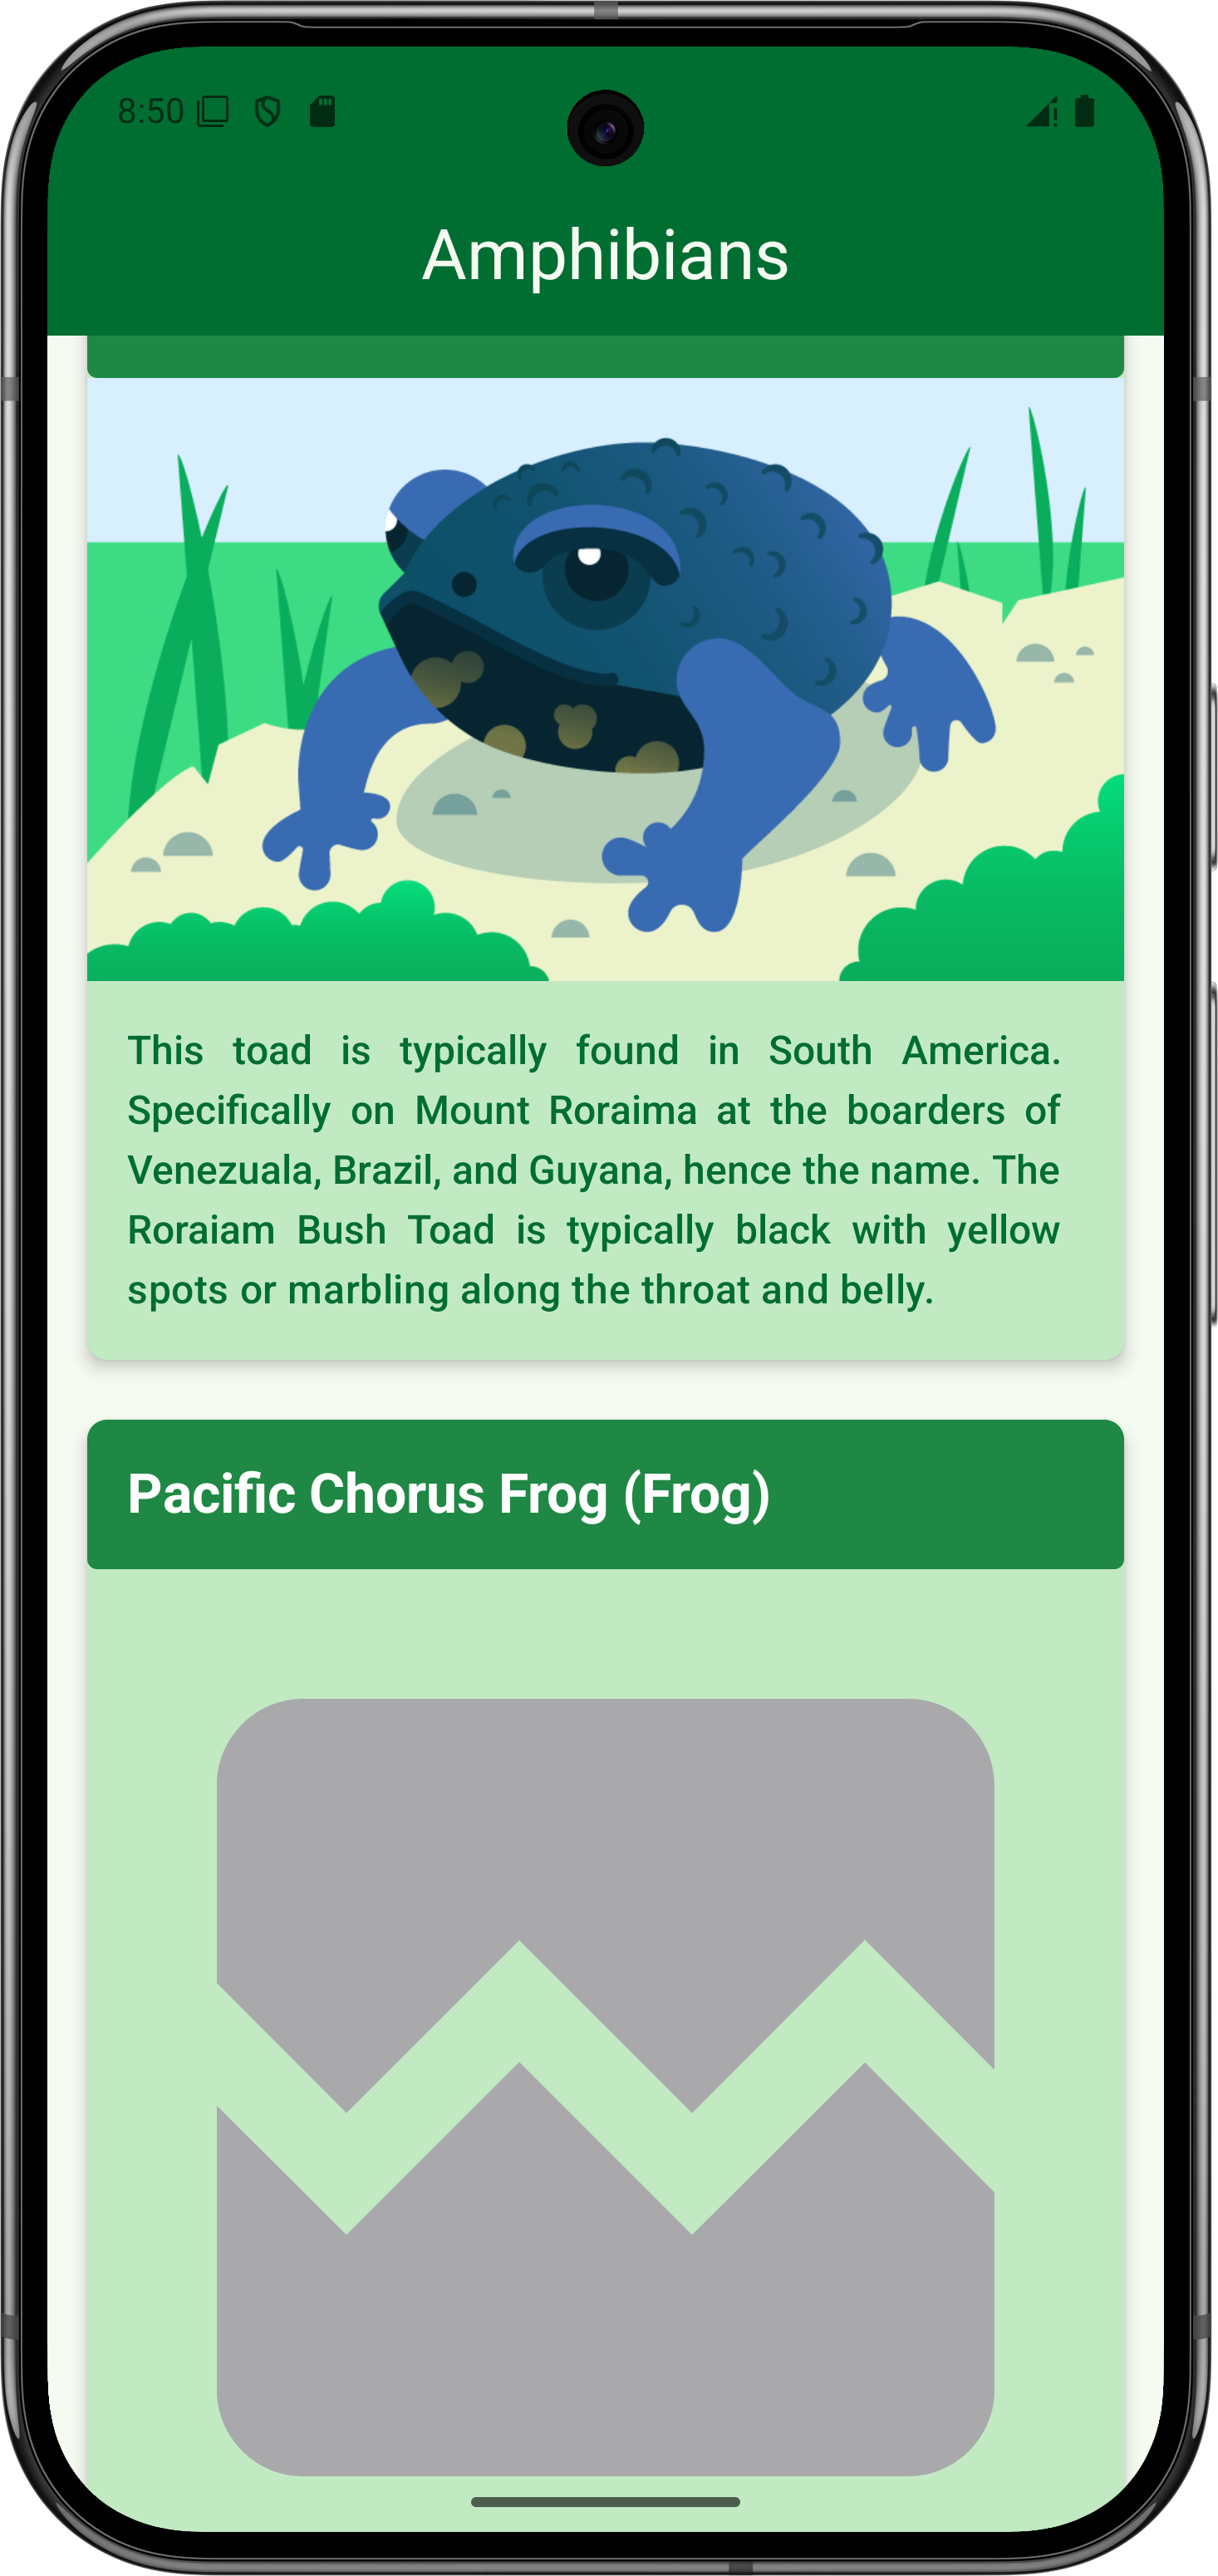 8:50
Amphibians
This toad is typically found in South America.
Specifically on Mount Roraima at the boarders of
Venezuala, Brazil, and Guyana, hence the name. The
Roraiam Bush Toad is typically black with yellow
spots or marbling along the throat and belly.
Pacific Chorus Frog (Frog)